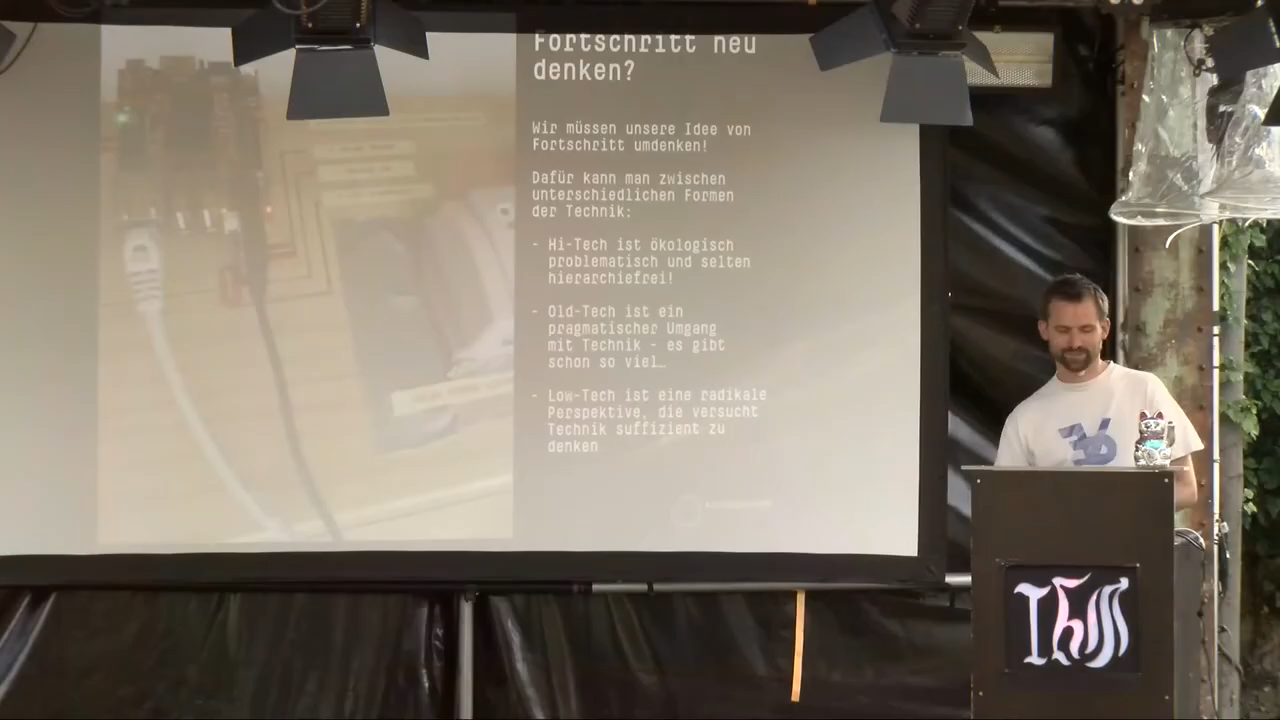 Fortschritt neu
denken?
Wir müssen unsere Idee von
Fortschritt umdenken!
Dafür kann man zwischen
unterschiedlichen Formen
der Technik:
- Hi-Tech ist ökologisch
problematisch und selten
hierarchiefrei!
- Old-Tech ist ein
pragmatischer Umgang
mit Technik - es gibt
schon so viel…
- Low-Tech ist eine radikale
Perspektive, die versucht
Technik suffizient zu
denken
36